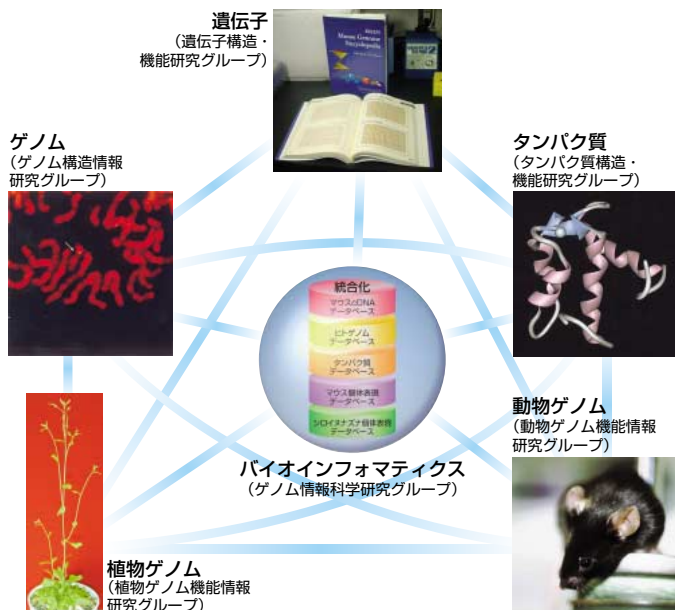 遺伝子
（遺伝子構造・
機能研究グループ）
Mouse Genome
Encyclopedia
ゲノム
（ゲノム構造情報
研究グループ）
タンパク質
（タンパク質構造・
機能研究グループ）
統合化
マウスcDNA
データベース
ヒトゲノム
データベース
タンパク質
データベース
マウス個体表現
データベース
シロイヌナズナ個体表現
データベース
バイオインフォマティクス
（ゲノム情報科学研究グループ）
動物ゲノム
（動物ゲノム機能情報
研究グループ）
植物ゲノム
（植物ゲノム機能情報
研究グループ）